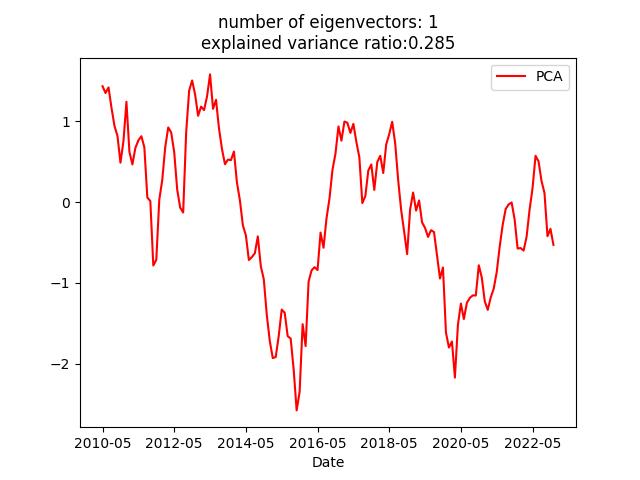 number of eigenvectors: 1
explained variance ratio:0.285
PCA
1
0
−1
−2
2010-05 2012-05 2014-05 2016-05 2018-05 2020-05 2022-05
Date